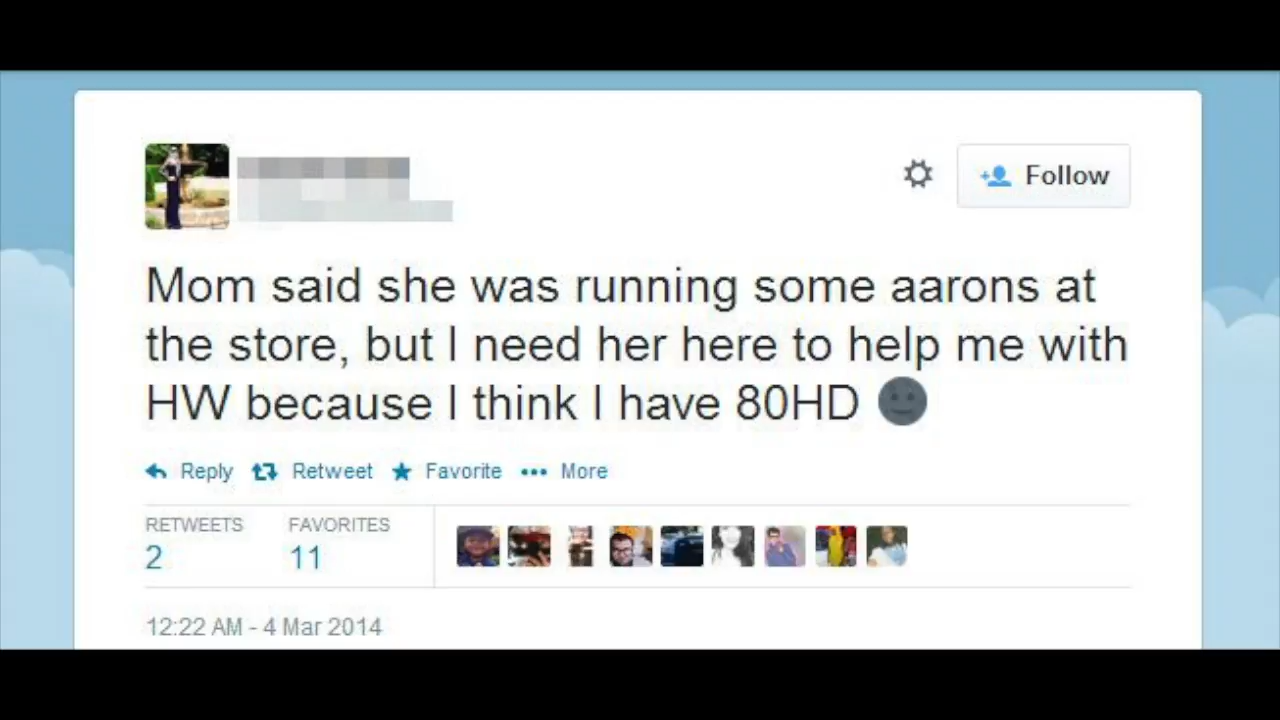 Follow
Mom said she was running some aarons at
the store, but I need her here to help me with
HW because I think I have 80HD 🌚
Reply Retweet Favorite More
RETWEETS FAVORITES
2 11
12:22 AM - 4 Mar 2014